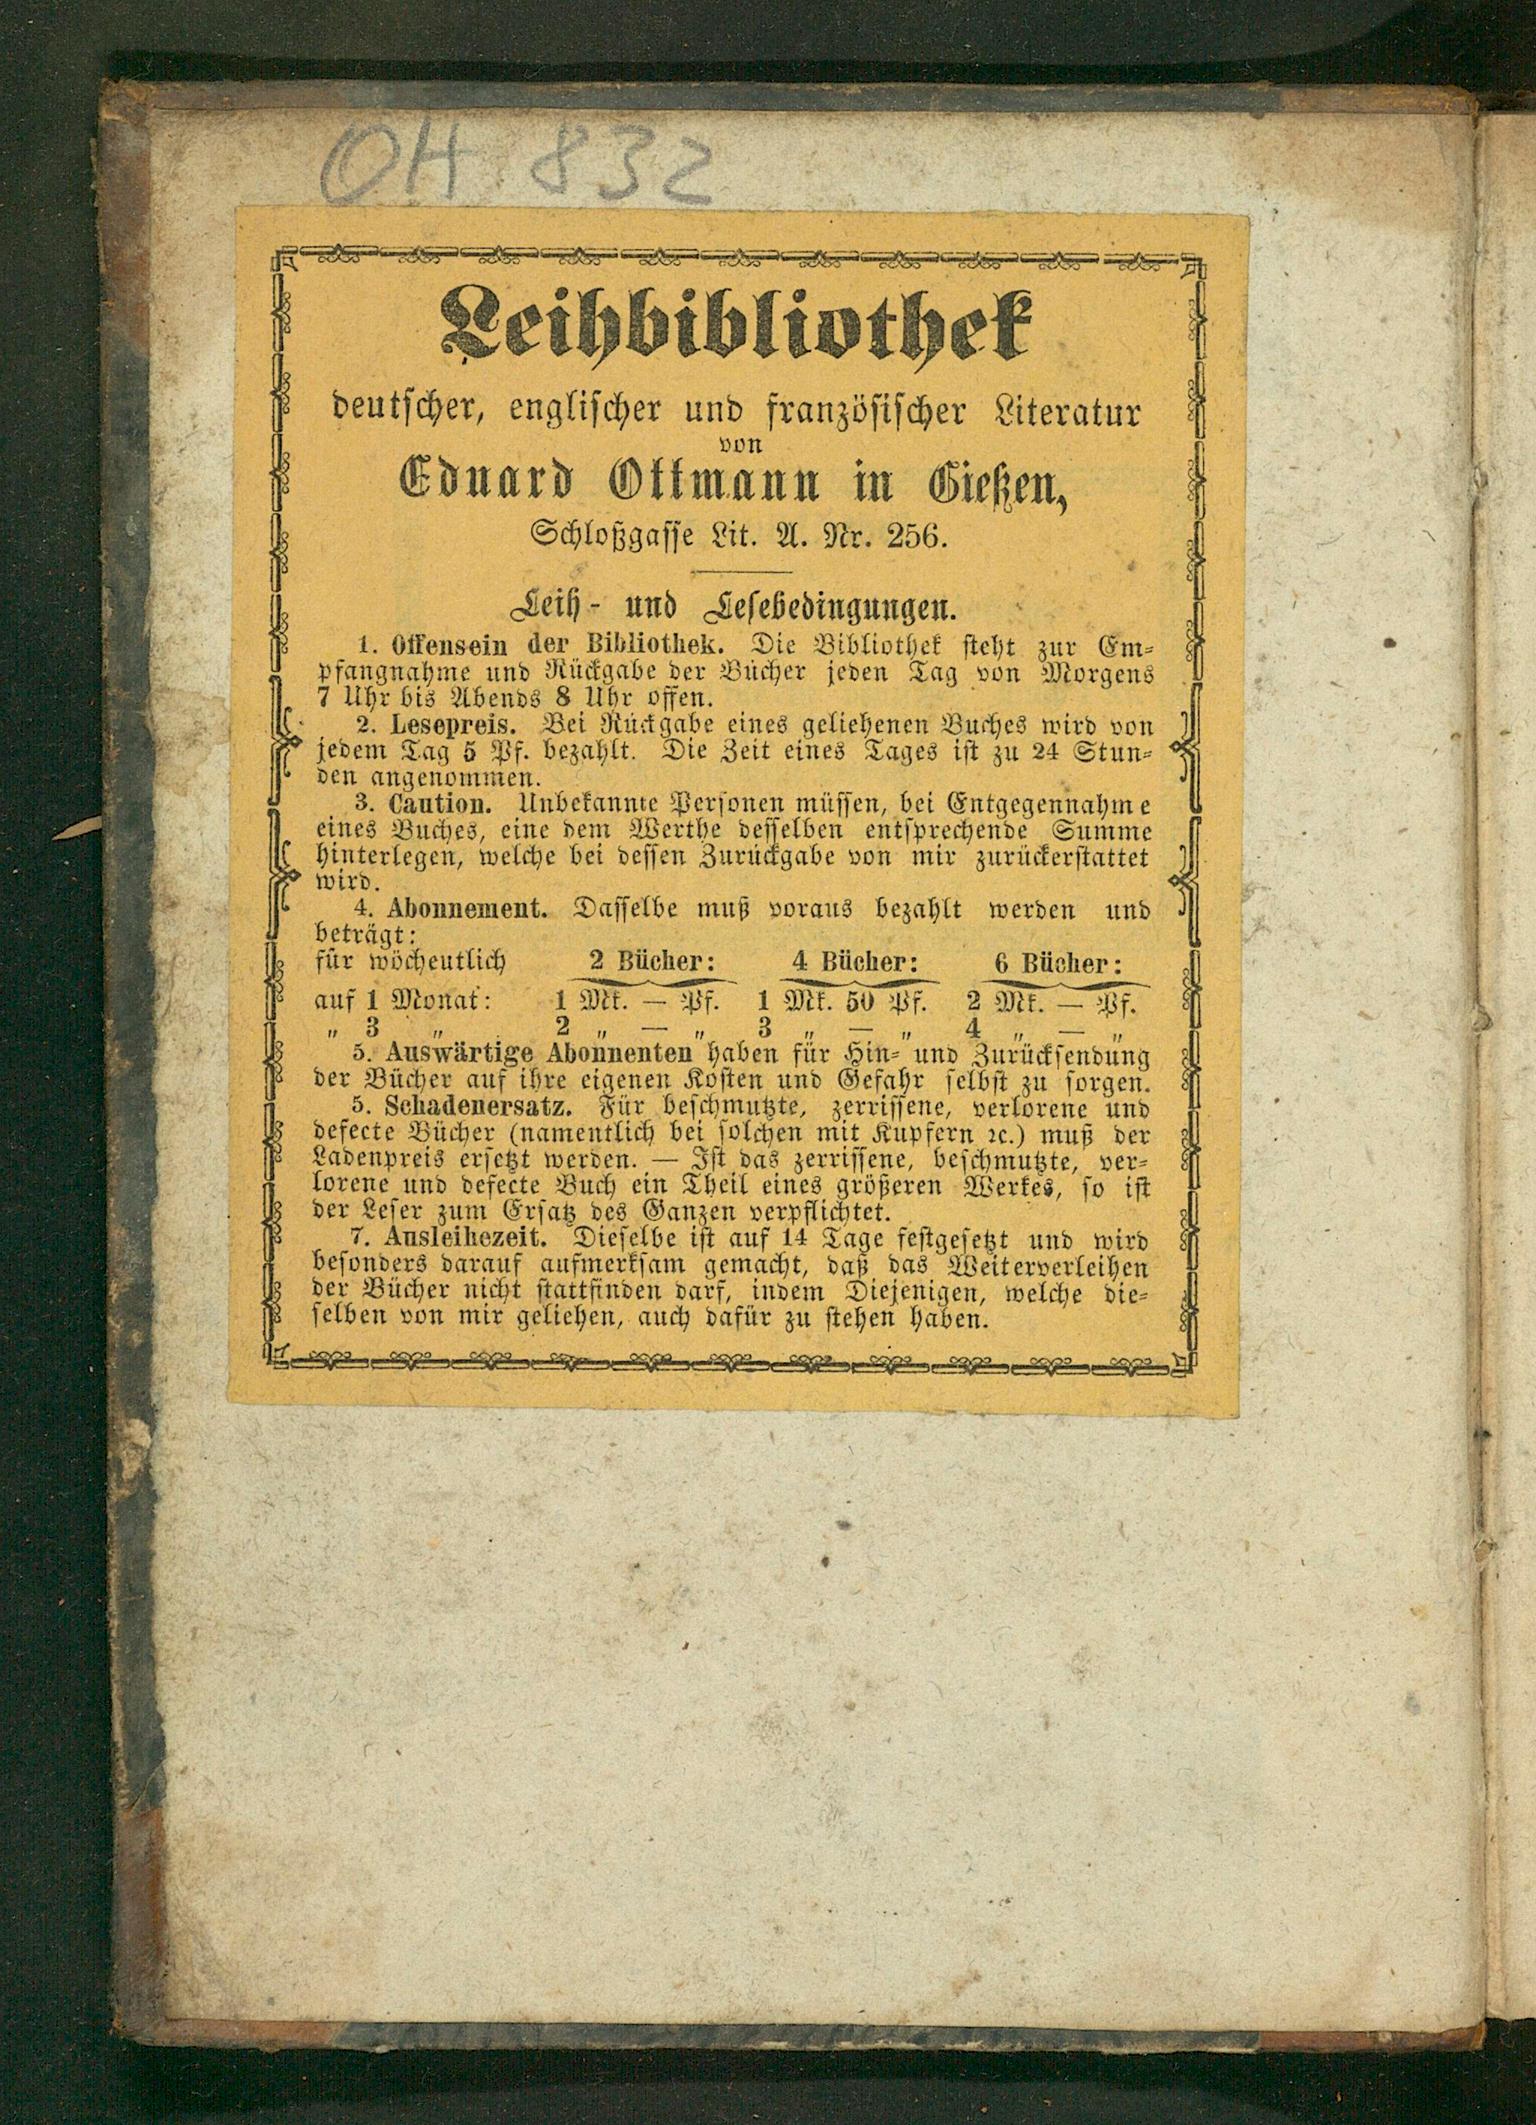 OH 832
Leihbibliothek
deutscher, englischer und französischer Literatur
von
Eduard Ottmann in Gießen,
Schloßgasse Lit. A. Nr. 256.
Leih- und Lesebedingungen.
1. Offensein der Bibliothek. Die Bibliothek steht zur Em-
pfangnahme und Rückgabe der Bücher jeden Tag von Morgens
7 Uhr bis Abends 8 Uhr offen.
2. Lesepreis. Bei Rückgabe eines geliehenen Buches wird von
jedem Tag 5 Pf. bezahlt. Die Zeit eines Tages ist zu 24 Stun-
den angenommen.
3. Caution. Unbekannte Personen müssen, bei Entgegennahme
eines Buches, eine dem Werthe desselben entsprechende Summe
hinterlegen, welche bei dessen Zurückgabe von mir zurückerstattet
wird.
4. Abonnement. Dasselbe muß voraus bezahlt werden und
beträgt:
für wöchentlich 2 Bücher: 4 Bücher: 6 Bücher:
auf 1 Monat: 1 Mk. — Pf. 1 Mk. 50 Pf. 2 Mk. — Pf.
„ 3 „ 2 „ — „ 3 „ — „ 4 „ — „
5. Auswärtige Abonnenten haben für Hin- und Zurücksendung
der Bücher auf ihre eigenen Kosten und Gefahr selbst zu sorgen.
5. Schadenersatz. Für beschmutzte, zerrissene, verlorene und
defecte Bücher (namentlich bei solchen mit Kupfern ꝛc.) muß der
Ladenpreis ersetzt werden. — Ist das zerrissene, beschmutzte, ver-
lorene und defecte Buch ein Theil eines größeren Werkes, so ist
der Leser zum Ersatz des Ganzen verpflichtet.
7. Ausleihezeit. Dieselbe ist auf 14 Tage festgesetzt und wird
besonders darauf aufmerksam gemacht, daß das Weiterverleihen
der Bücher nicht stattfinden darf, indem Diejenigen, welche die-
selben von mir geliehen, auch dafür zu stehen haben.